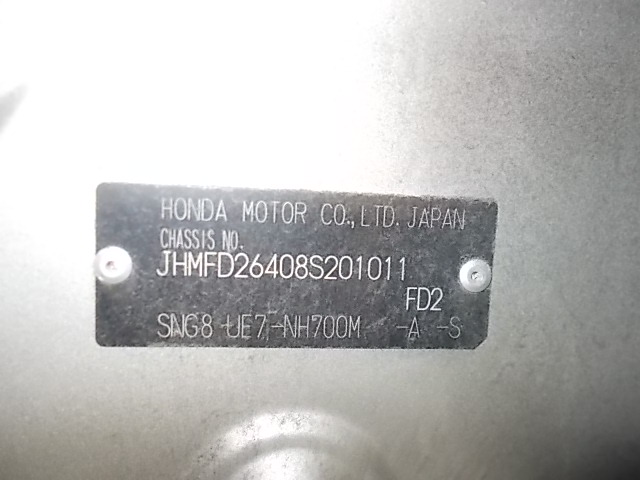 HONDA MOTOR CO.,LTD. JAPAN
CHASSIS NO.
JHMFD26408S201011
FD2
SNG8-UE7-NH700M -A -S